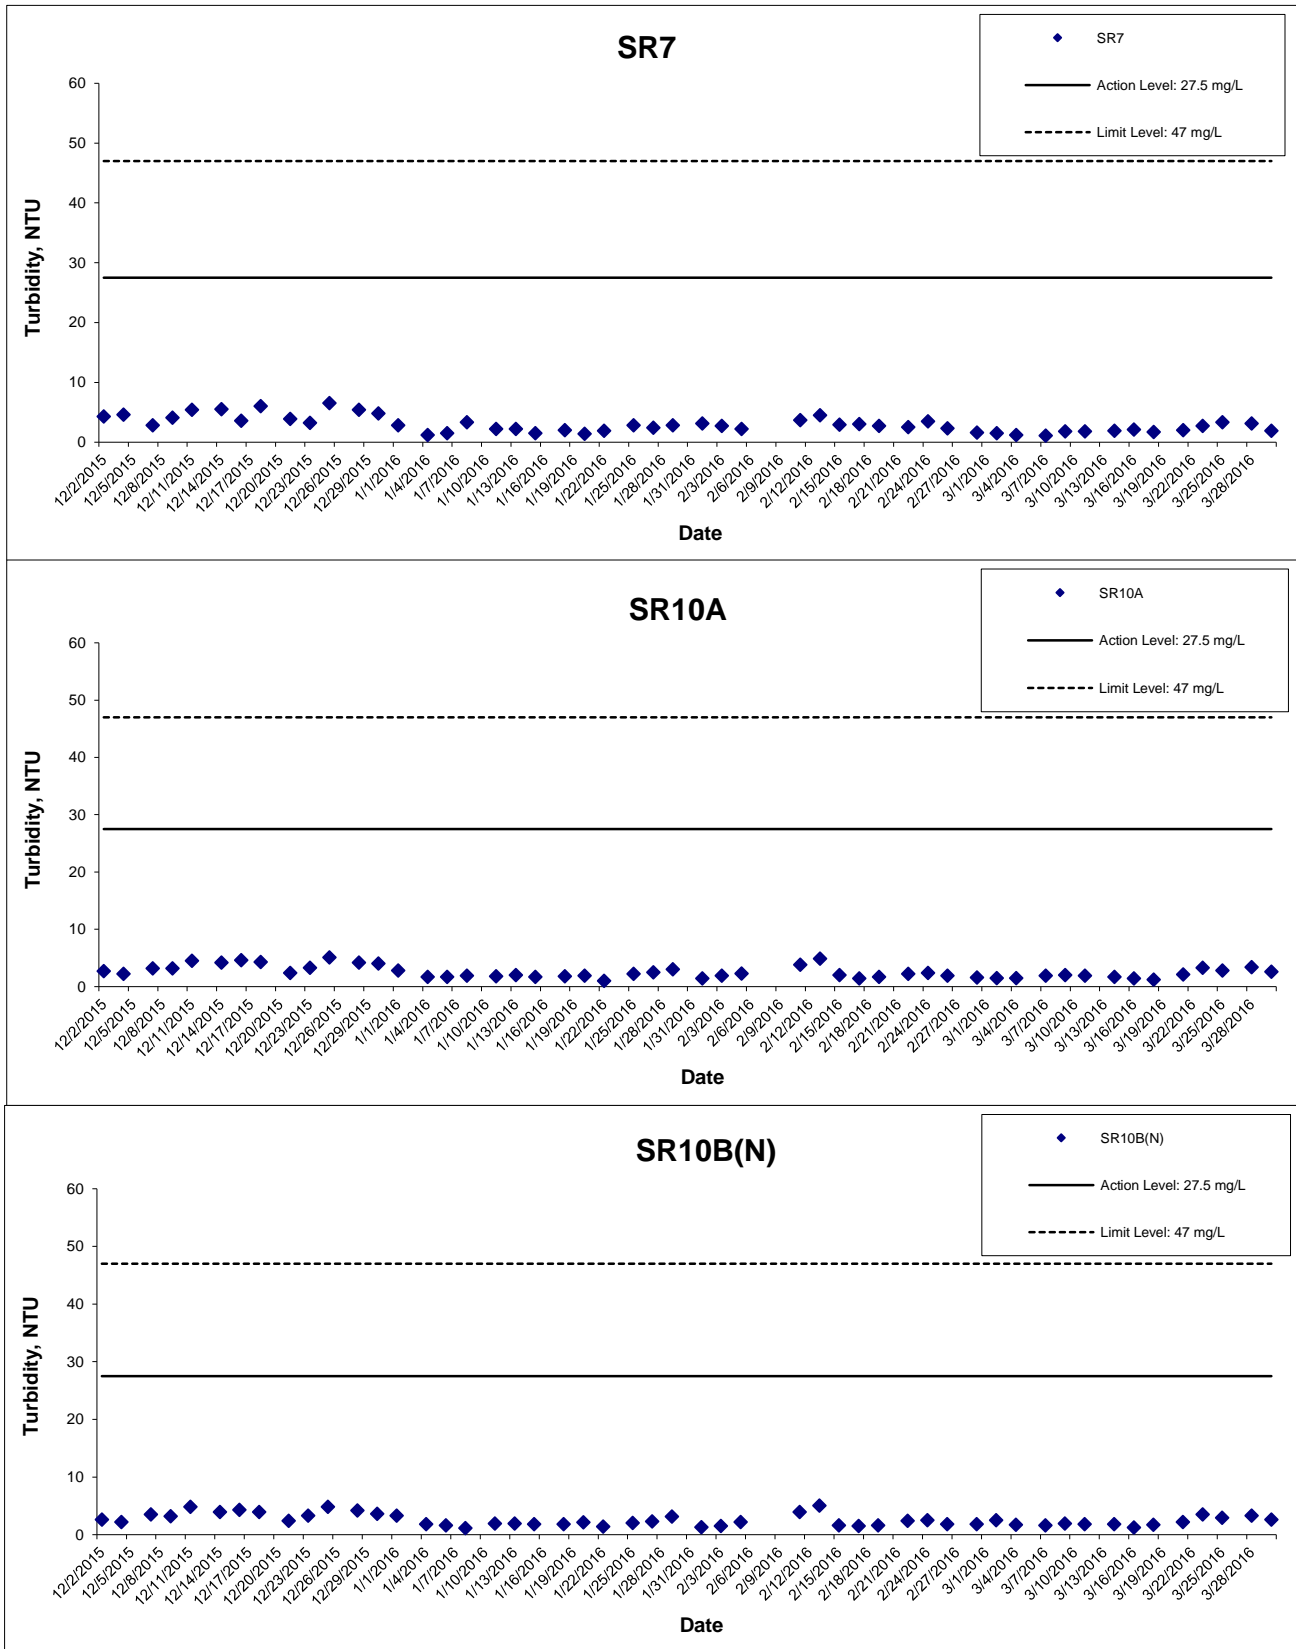 SR7
SR7
Action Level: 27.5 mg/L
Limit Level: 47 mg/L
60
50
40
30
20
10
0
Turbidity, NTU
12/2/2015 12/5/2015 12/8/2015 12/11/2015 12/14/2015 12/17/2015 12/20/2015 12/23/2015 12/26/2015 12/29/2015 1/1/2016 1/4/2016 1/7/2016 1/10/2016 1/13/2016 1/16/2016 1/19/2016 1/22/2016 1/25/2016 1/28/2016 1/31/2016 2/3/2016 2/6/2016 2/9/2016 2/12/2016 2/15/2016 2/18/2016 2/21/2016 2/24/2016 2/27/2016 3/1/2016 3/4/2016 3/7/2016 3/10/2016 3/13/2016 3/16/2016 3/19/2016 3/22/2016 3/25/2016 3/28/2016
Date
SR10A
SR10A
Action Level: 27.5 mg/L
Limit Level: 47 mg/L
60
50
40
30
20
10
0
Turbidity, NTU
12/2/2015 12/5/2015 12/8/2015 12/11/2015 12/14/2015 12/17/2015 12/20/2015 12/23/2015 12/26/2015 12/29/2015 1/1/2016 1/4/2016 1/7/2016 1/10/2016 1/13/2016 1/16/2016 1/19/2016 1/22/2016 1/25/2016 1/28/2016 1/31/2016 2/3/2016 2/6/2016 2/9/2016 2/12/2016 2/15/2016 2/18/2016 2/21/2016 2/24/2016 2/27/2016 3/1/2016 3/4/2016 3/7/2016 3/10/2016 3/13/2016 3/16/2016 3/19/2016 3/22/2016 3/25/2016 3/28/2016
Date
SR10B(N)
SR10B(N)
Action Level: 27.5 mg/L
Limit Level: 47 mg/L
60
50
40
30
20
10
0
Turbidity, NTU
12/2/2015 12/5/2015 12/8/2015 12/11/2015 12/14/2015 12/17/2015 12/20/2015 12/23/2015 12/26/2015 12/29/2015 1/1/2016 1/4/2016 1/7/2016 1/10/2016 1/13/2016 1/16/2016 1/19/2016 1/22/2016 1/25/2016 1/28/2016 1/31/2016 2/3/2016 2/6/2016 2/9/2016 2/12/2016 2/15/2016 2/18/2016 2/21/2016 2/24/2016 2/27/2016 3/1/2016 3/4/2016 3/7/2016 3/10/2016 3/13/2016 3/16/2016 3/19/2016 3/22/2016 3/25/2016 3/28/2016
Date